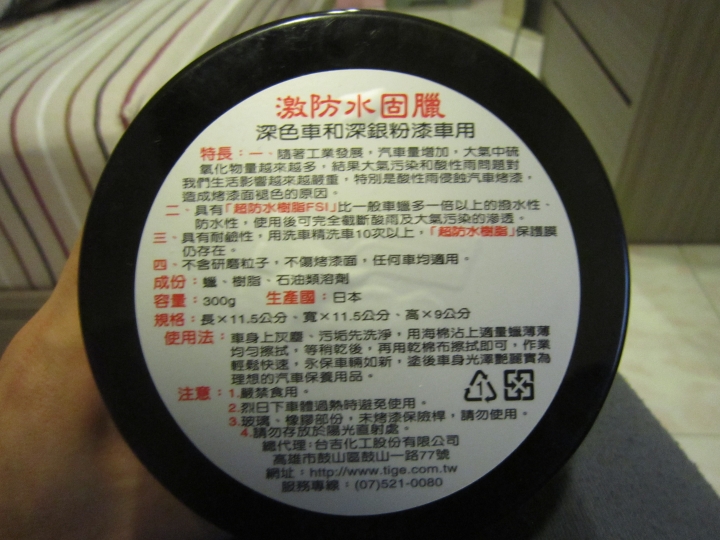 激防水固臘
深色車和深銀粉漆車用
特長：一、隨著工業發展，汽車量增加，大氣中硫
氧化物量越來越多，結果大氣污染和酸性雨問題對
我們生活影響越來越嚴重，特別是酸性雨侵蝕汽車烤漆，
造成烤漆面褪色的原因。
二、具有「超防水樹脂FSI」比一般車蠟多一倍以上的撥水性、
防水性，使用後可完全截斷酸雨及大氣污染的滲透。
三、具有耐鹼性，用洗車精洗車10次以上，「超防水樹脂」保護膜
仍存在。
四、不含研磨粒子，不傷烤漆面，任何車均適用。
成份：蠟、樹脂、石油類溶劑
容量：300g 生產國：日本
規格：長×11.5公分、寬×11.5公分、高×9公分
使用法：車身上灰塵、污垢先洗淨，用海棉沾上適量蠟薄薄
均勻擦拭，等稍乾後，再用乾棉布擦拭即可，作業
輕鬆快速，永保車輛如新，塗後車身光澤艷麗實為
理想的汽車保養用品。
注意：1.嚴禁食用。
2.烈日下車體過熱時避免使用。
3.玻璃、橡膠部份，未烤漆保險桿，請勿使用。
4.請勿存放於陽光直射處。
總代理：台吉化工股份有限公司
高雄市鼓山區鼓山一路77號
網址：http://www.tige.com.tw
服務專線：(07)521-0080